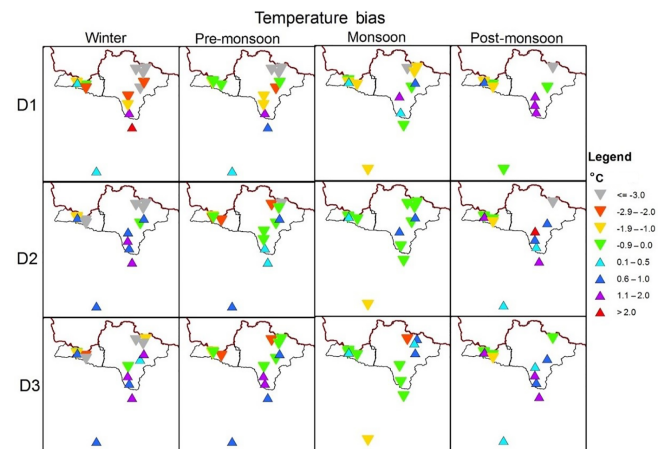 Temperature bias
Winter Pre-monsoon Monsoon Post-monsoon
D1
D2
D3
Legend
°C
<= -3.0
-2.9 – -2.0
-1.9 – -1.0
-0.9 – 0.0
0.1 – 0.5
0.6 – 1.0
1.1 – 2.0
> 2.0